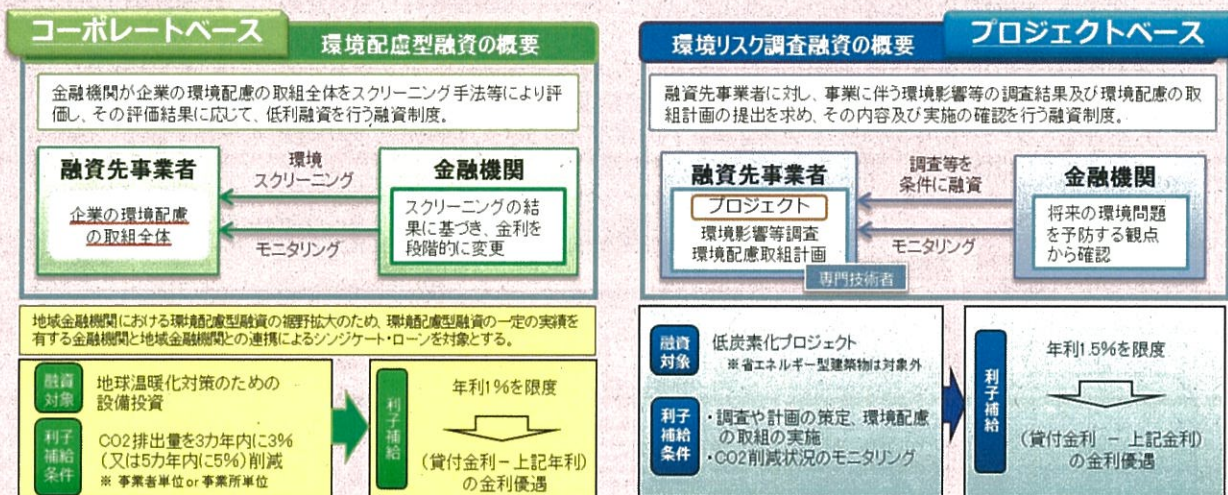 コーポレートベース
環境配慮型融資の概要
金融機関が企業の環境配慮の取組全体をスクリーニング手法等により評
価し、その評価結果に応じて、低利融資を行う融資制度。
融資先事業者
企業の環境配慮
の取組全体
環境
スクリーニング
モニタリング
金融機関
スクリーニングの結
果に基づき、金利を
段階的に変更
地域金融機関における環境配慮型融資の裾野拡大のため、環境配慮型融資の一定の実績を
有する金融機関と地域金融機関との連携によるシンジケート・ローンを対象とする。
融資
対象
地球温暖化対策のための
設備投資
利子
補給
条件
CO2排出量を3カ年内に3%
(又は5カ年内に5%)削減
※ 事業者単位or事業所単位
利子補給
年利1%を限度
(貸付金利 － 上記年利)
の金利優遇
環境リスク調査融資の概要
プロジェクトベース
融資先事業者に対し、事業に伴う環境影響等の調査結果及び環境配慮の取
組計画の提出を求め、その内容及び実施の確認を行う融資制度。
融資先事業者
プロジェクト
環境影響等調査
環境配慮取組計画
専門技術者
調査等を
条件に融資
モニタリング
金融機関
将来の環境問題
を予防する観点
から確認
融資
対象
低炭素化プロジェクト
※省エネルギー型建築物は対象外
利子
補給
条件
・調査や計画の策定、環境配慮
の取組の実施
・CO2削減状況のモニタリング
利子補給
年利1.5%を限度
(貸付金利 － 上記金利)
の金利優遇